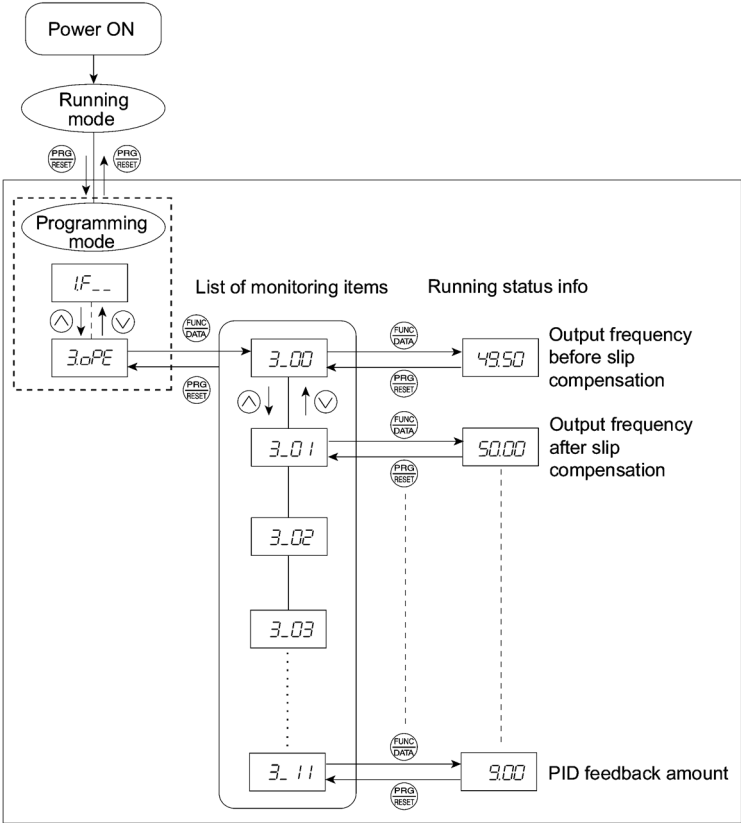 Power ON
Running
mode
PRG
RESET
PRG
RESET
Programming
mode
1.F_ _
3.oPE
List of monitoring items
Running status info
FUNC
DATA
PRG
RESET
3_00
FUNC
DATA
PRG
RESET
49.50
Output frequency
before slip
compensation
3_01
FUNC
DATA
PRG
RESET
50.00
Output frequency
after slip
compensation
3_02
3_03
3_ 11
FUNC
DATA
PRG
RESET
9.00
PID feedback amount